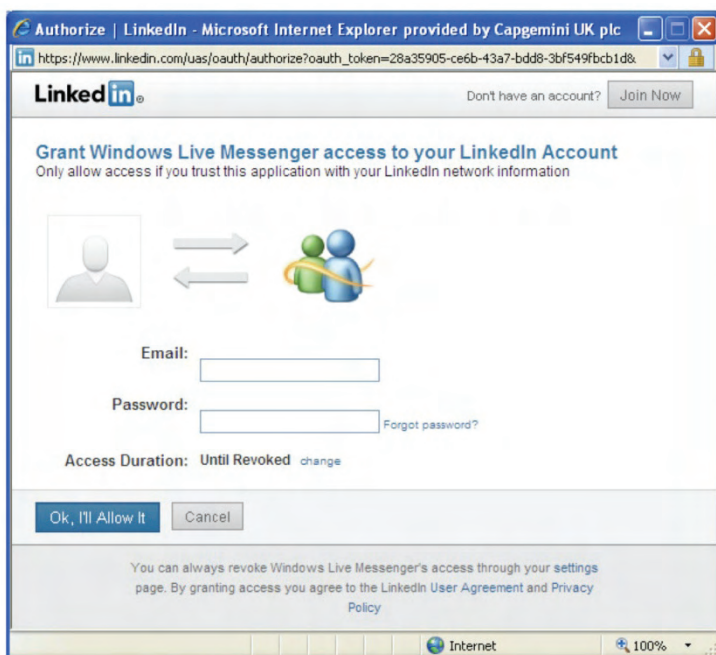 Authorize | LinkedIn - Microsoft Internet Explorer provided by Capgemini UK plc
https://www.linkedin.com/uas/oauth/authorize?oauth_token=28a35905-ce6b-43a7-bdd8-3bf549fbcb1d8&
Linked in ®
Don't have an account? Join Now
Grant Windows Live Messenger access to your LinkedIn Account
Only allow access if you trust this application with your LinkedIn network information
Email:
Password:
Forgot password?
Access Duration: Until Revoked change
Ok, I'll Allow It Cancel
You can always revoke Windows Live Messenger's access through your settings
page. By granting access you agree to the LinkedIn User Agreement and Privacy
Policy
Internet 100%